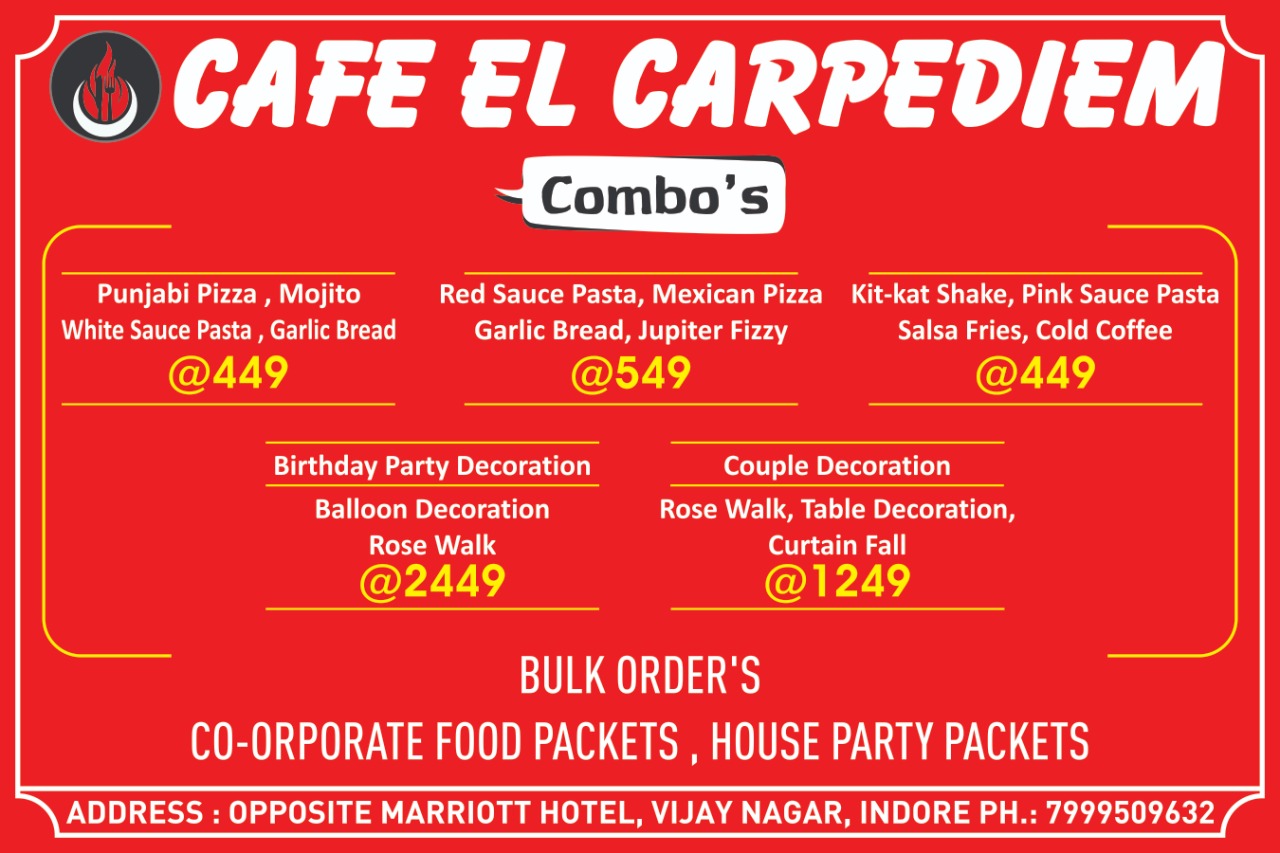 CAFE EL CARPEDIEM
Combo's
Punjabi Pizza , Mojito
White Sauce Pasta , Garlic Bread
@449
Red Sauce Pasta, Mexican Pizza
Garlic Bread, Jupiter Fizzy
@549
Kit-kat Shake, Pink Sauce Pasta
Salsa Fries, Cold Coffee
@449
Birthday Party Decoration
Balloon Decoration
Rose Walk
@2449
Couple Decoration
Rose Walk, Table Decoration,
Curtain Fall
@1249
BULK ORDER'S
CO-ORPORATE FOOD PACKETS , HOUSE PARTY PACKETS
ADDRESS : OPPOSITE MARRIOTT HOTEL, VIJAY NAGAR, INDORE PH.: 7999509632